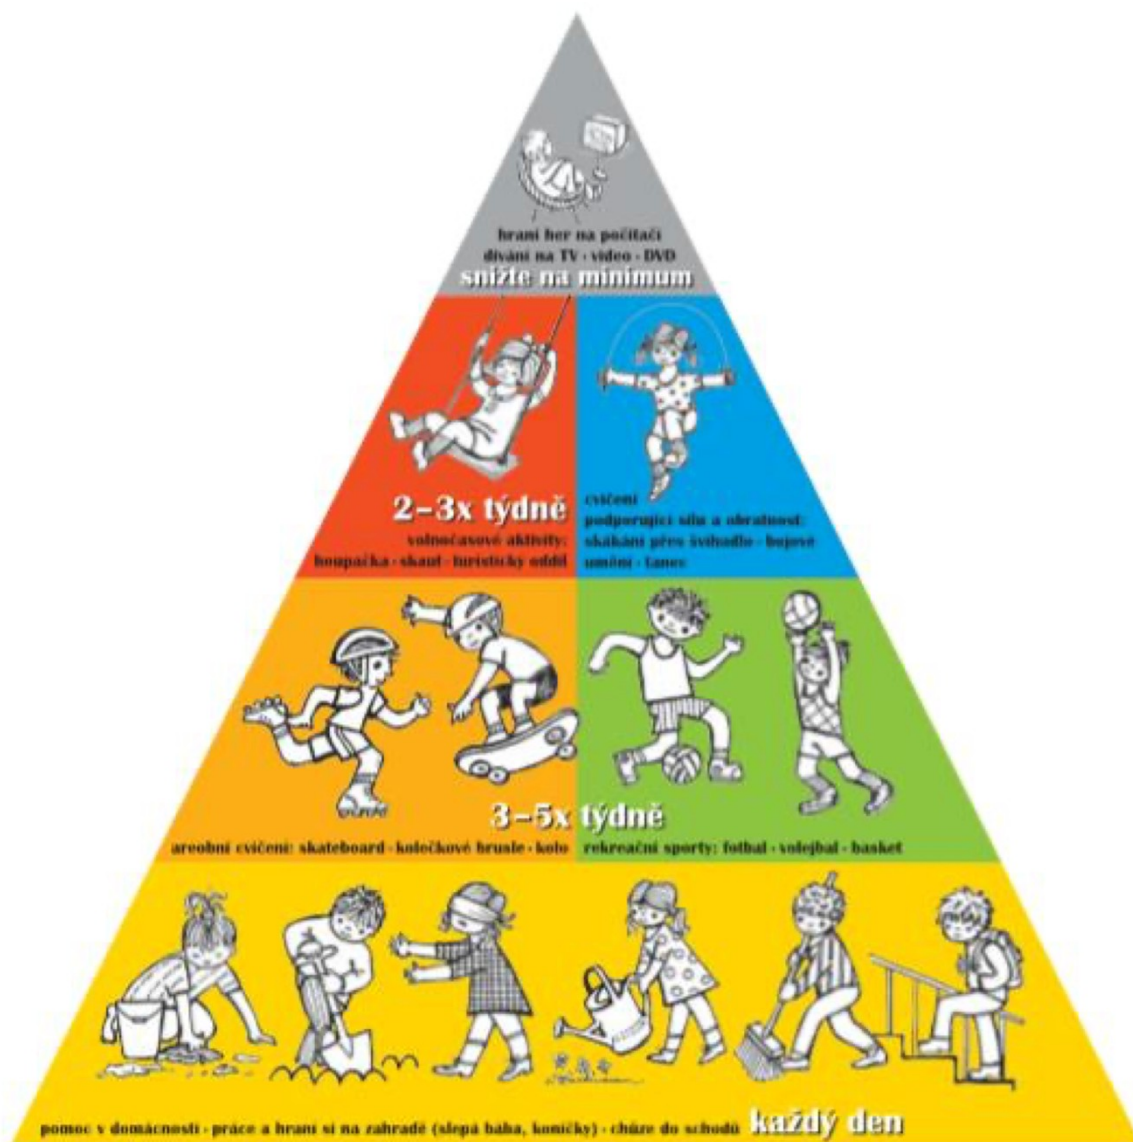 hraní her na počítači
dívání na TV · video · DVD
snižte na minimum
2–3x týdně
volnočasové aktivity:
houpačka · skaut · turistický oddíl
cvičení
podporující sílu a obratnost:
skákání přes švihadlo · bojové
umění · tanec
3–5x týdně
areobní cvičení: skateboard · kolečkové brusle · kolo
rekreační sporty: fotbal · volejbal · basket
pomoc v domácnosti · práce a hraní si na zahradě (slepá bába, koníčky) · chůze do schodů každý den